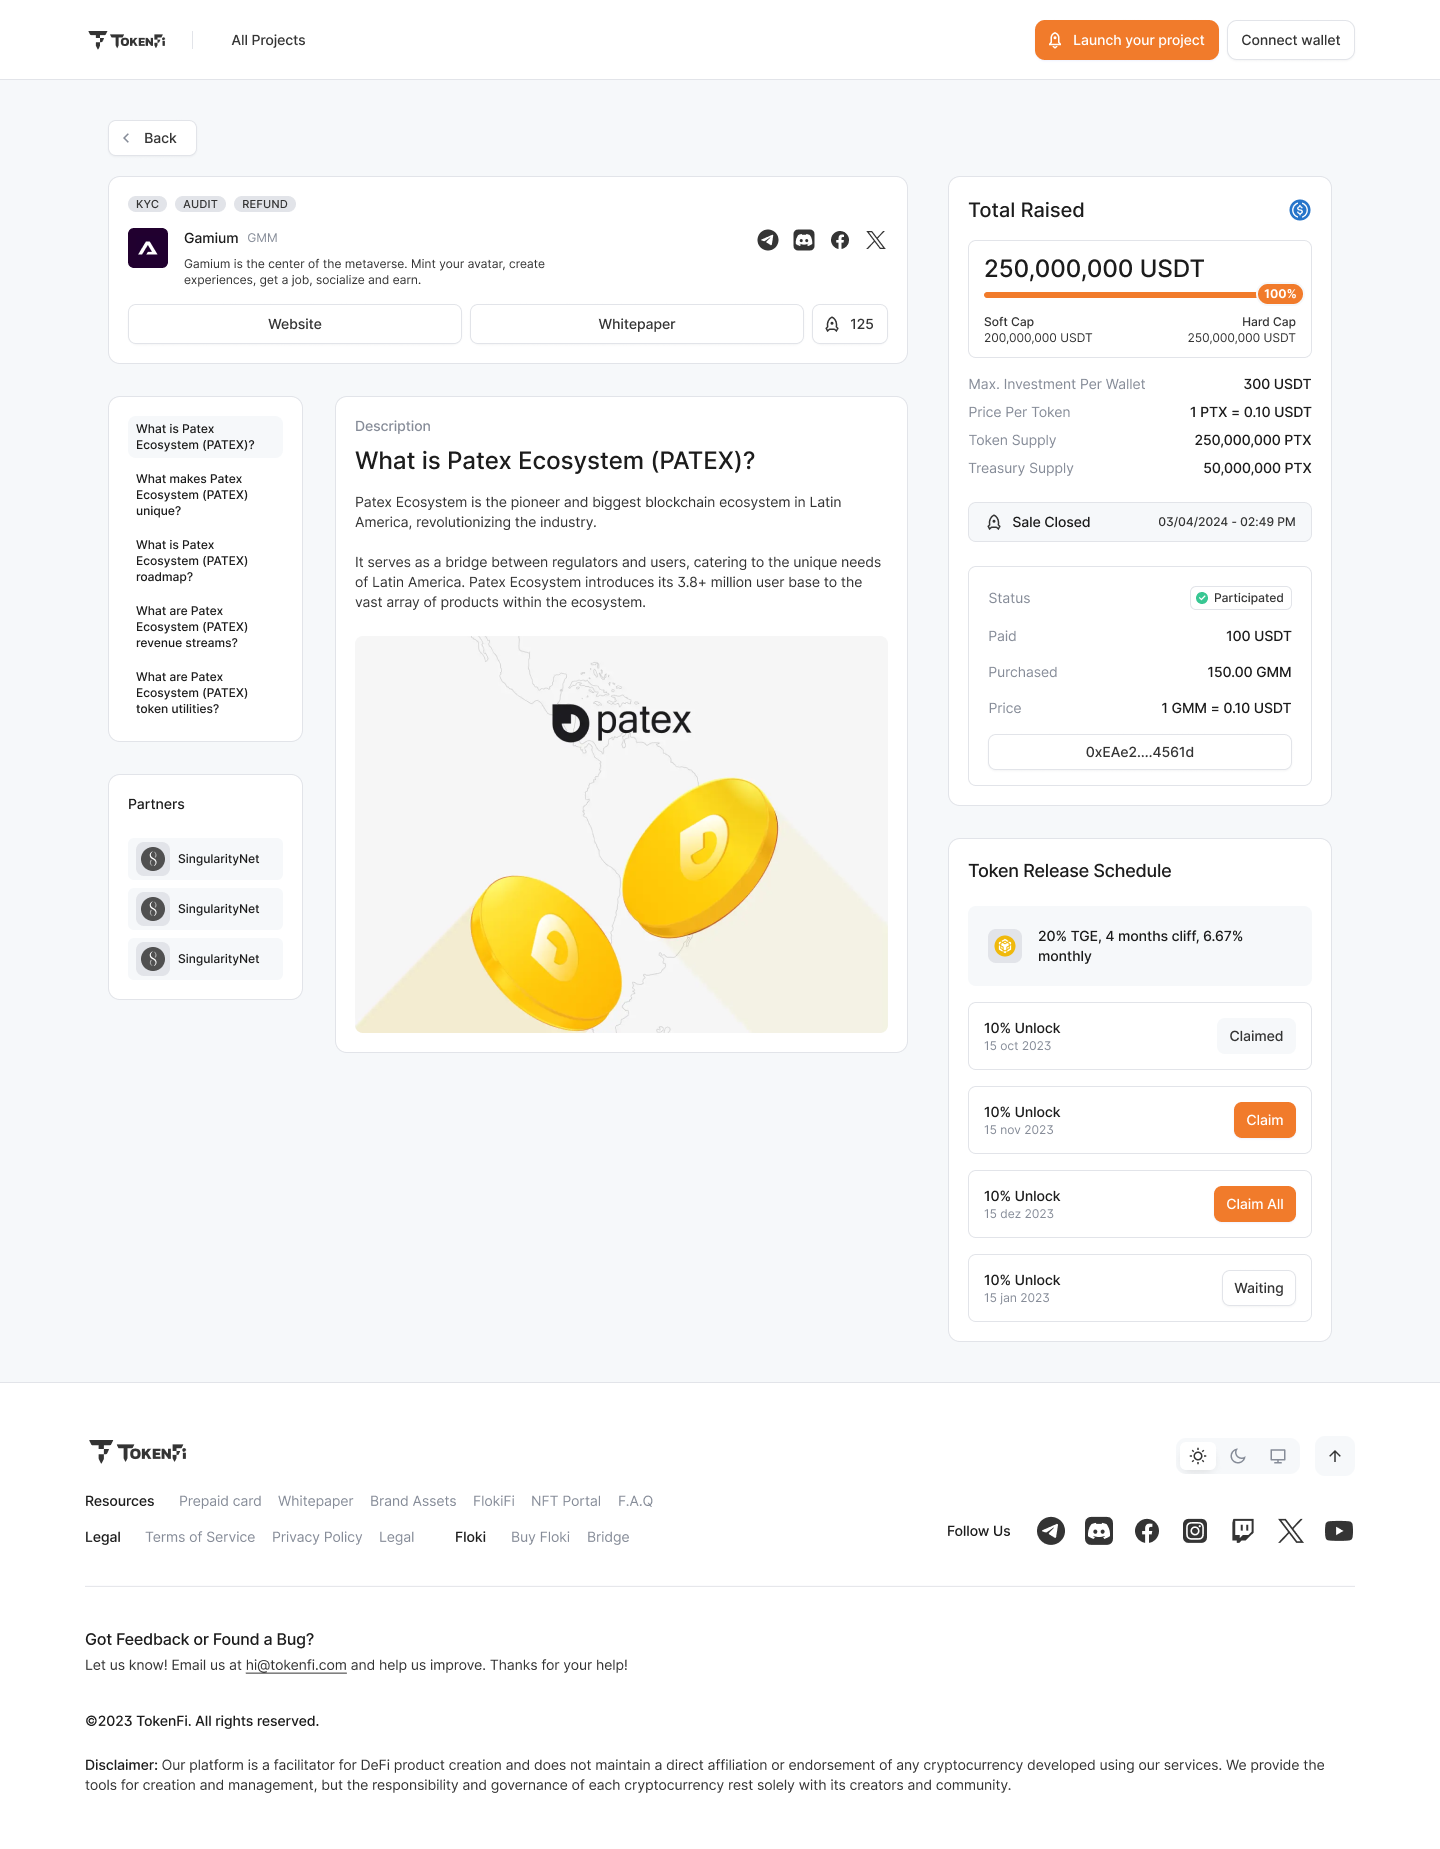 TOKENFI
All Projects
Launch your project
Connect wallet
Back
KYC
AUDIT
REFUND
Gamium GMM
Gamium is the center of the metaverse. Mint your avatar, create
experiences, get a job, socialize and earn.
Website
Whitepaper
125
What is Patex
Ecosystem (PATEX)?
What makes Patex
Ecosystem (PATEX)
unique?
What is Patex
Ecosystem (PATEX)
roadmap?
What are Patex
Ecosystem (PATEX)
revenue streams?
What are Patex
Ecosystem (PATEX)
token utilities?
Partners
SingularityNet
SingularityNet
SingularityNet
Description
What is Patex Ecosystem (PATEX)?
Patex Ecosystem is the pioneer and biggest blockchain ecosystem in Latin
America, revolutionizing the industry.
It serves as a bridge between regulators and users, catering to the unique needs
of Latin America. Patex Ecosystem introduces its 3.8+ million user base to the
vast array of products within the ecosystem.
patex
Total Raised
250,000,000 USDT
100%
Soft Cap
200,000,000 USDT
Hard Cap
250,000,000 USDT
Max. Investment Per Wallet 300 USDT
Price Per Token 1 PTX = 0.10 USDT
Token Supply 250,000,000 PTX
Treasury Supply 50,000,000 PTX
Sale Closed 03/04/2024 - 02:49 PM
Status Participated
Paid 100 USDT
Purchased 150.00 GMM
Price 1 GMM = 0.10 USDT
0xEAe2....4561d
Token Release Schedule
20% TGE, 4 months cliff, 6.67%
monthly
10% Unlock
15 oct 2023
Claimed
10% Unlock
15 nov 2023
Claim
10% Unlock
15 dez 2023
Claim All
10% Unlock
15 jan 2023
Waiting
TOKENFI
Resources Prepaid card Whitepaper Brand Assets FlokiFi NFT Portal F.A.Q
Legal Terms of Service Privacy Policy Legal Floki Buy Floki Bridge
Follow Us
Got Feedback or Found a Bug?
Let us know! Email us at hi@tokenfi.com and help us improve. Thanks for your help!
©2023 TokenFi. All rights reserved.
Disclaimer: Our platform is a facilitator for DeFi product creation and does not maintain a direct affiliation or endorsement of any cryptocurrency developed using our services. We provide the
tools for creation and management, but the responsibility and governance of each cryptocurrency rest solely with its creators and community.